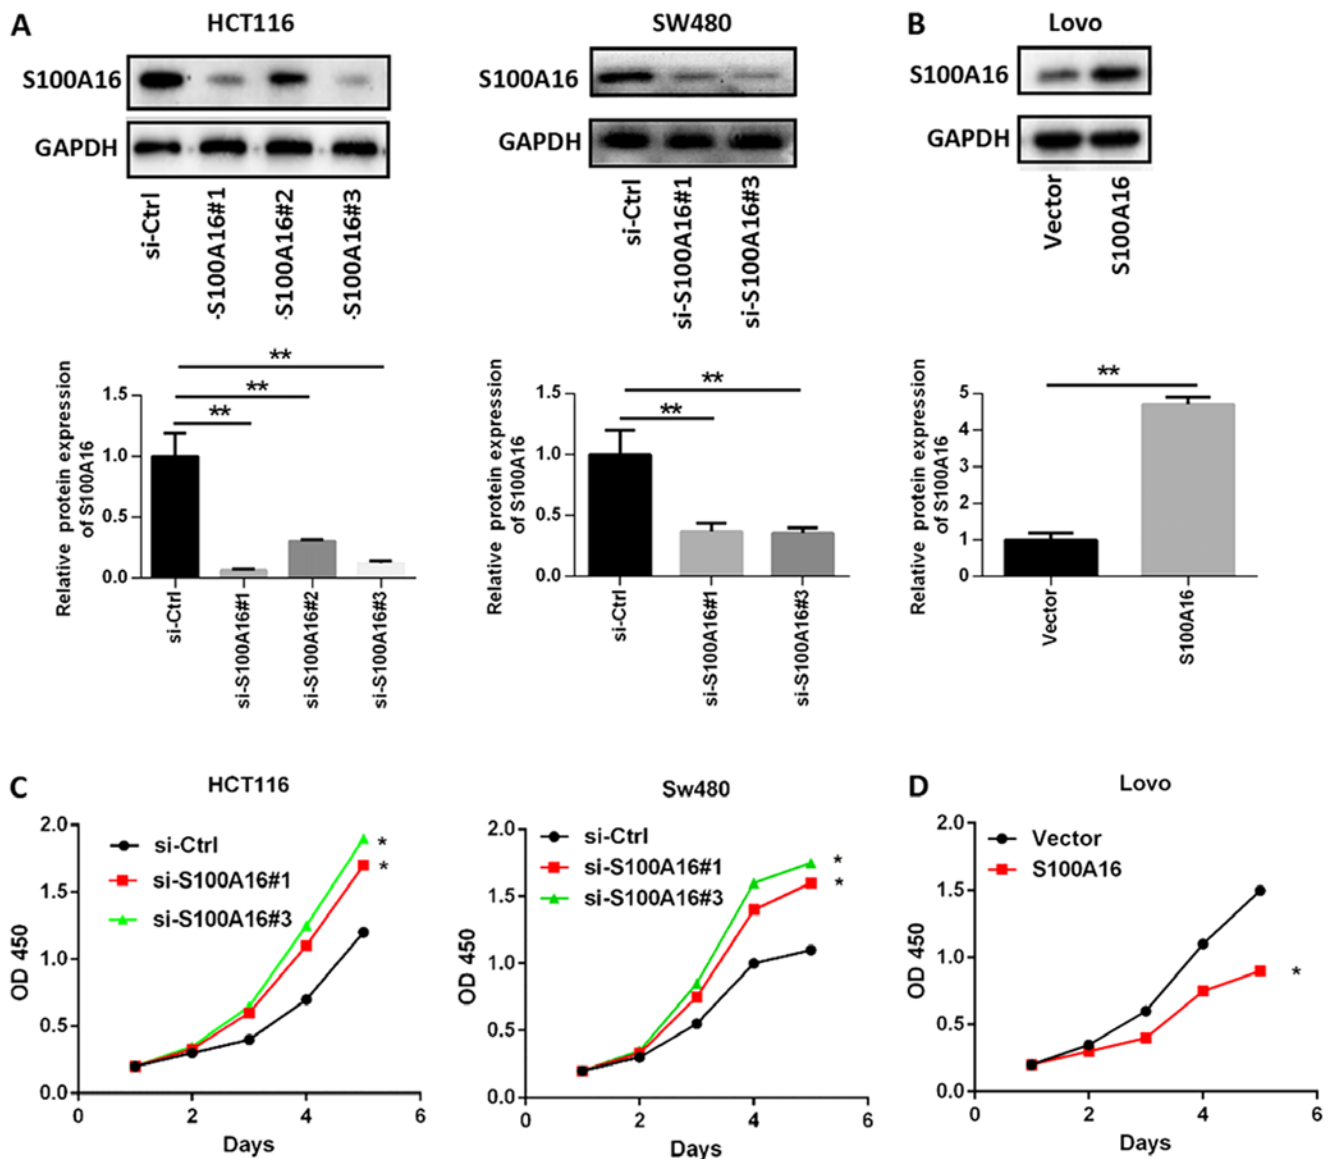 A
HCT116
S100A16
GAPDH
si-Ctrl
-S100A16#1
-S100A16#2
-S100A16#3
SW480
S100A16
GAPDH
si-Ctrl
si-S100A16#1
si-S100A16#3
B
Lovo
S100A16
GAPDH
Vector
S100A16
Relative protein expression
of S100A16
1.5
1.0
0.5
0.0
**
**
**
si-Ctrl
si-S100A16#1
si-S100A16#2
si-S100A16#3
Relative protein expression
of S100A16
1.5
1.0
0.5
0.0
**
**
si-Ctrl
si-S100A16#1
si-S100A16#3
Relative protein expression
of S100A16
5
4
3
2
1
0
**
Vector
S100A16
C
HCT116
OD 450
2.0
1.5
1.0
0.5
0.0
si-Ctrl
si-S100A16#1
si-S100A16#3
*
*
0 2 4 6
Days
Sw480
OD 450
2.0
1.5
1.0
0.5
0.0
si-Ctrl
si-S100A16#1
si-S100A16#3
*
*
0 2 4 6
Days
D
Lovo
OD 450
2.0
1.5
1.0
0.5
0.0
Vector
S100A16
*
0 2 4 6
Days